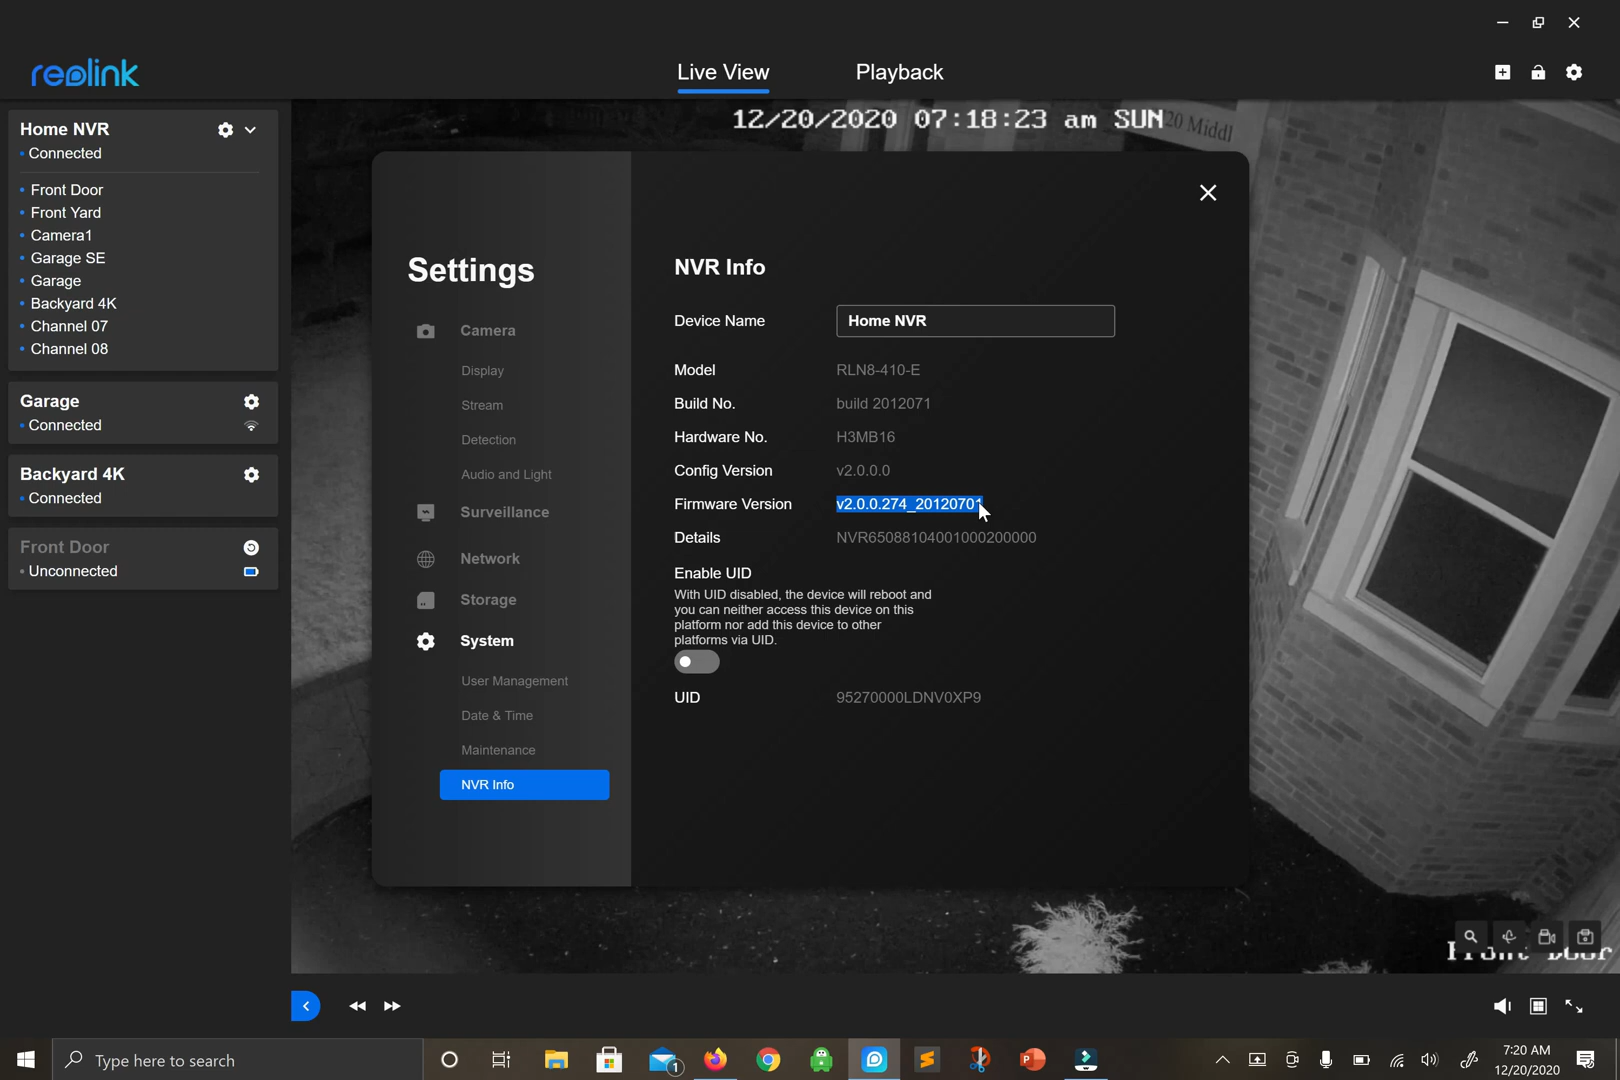 reolink
Live View
Playback
Home NVR
Connected
Front Door
Front Yard
Camera1
Garage SE
Garage
Backyard 4K
Channel 07
Channel 08
Garage
Connected
Backyard 4K
Connected
Front Door
Unconnected
12/20/2020 07:18:23 am SUN
Settings
Camera
Display
Stream
Detection
Audio and Light
Surveillance
Network
Storage
System
User Management
Date & Time
Maintenance
NVR Info
NVR Info
Device Name Home NVR
Model RLN8-410-E
Build No. build 2012071
Hardware No. H3MB16
Config Version v2.0.0.0
Firmware Version v2.0.0.274_20120701
Details NVR65088104001000200000
Enable UID
With UID disabled, the device will reboot and
you can neither access this device on this
platform nor add this device to other
platforms via UID.
UID 95270000LDNV0XP9
Front Door
Type here to search
1
7:20 AM
12/20/2020